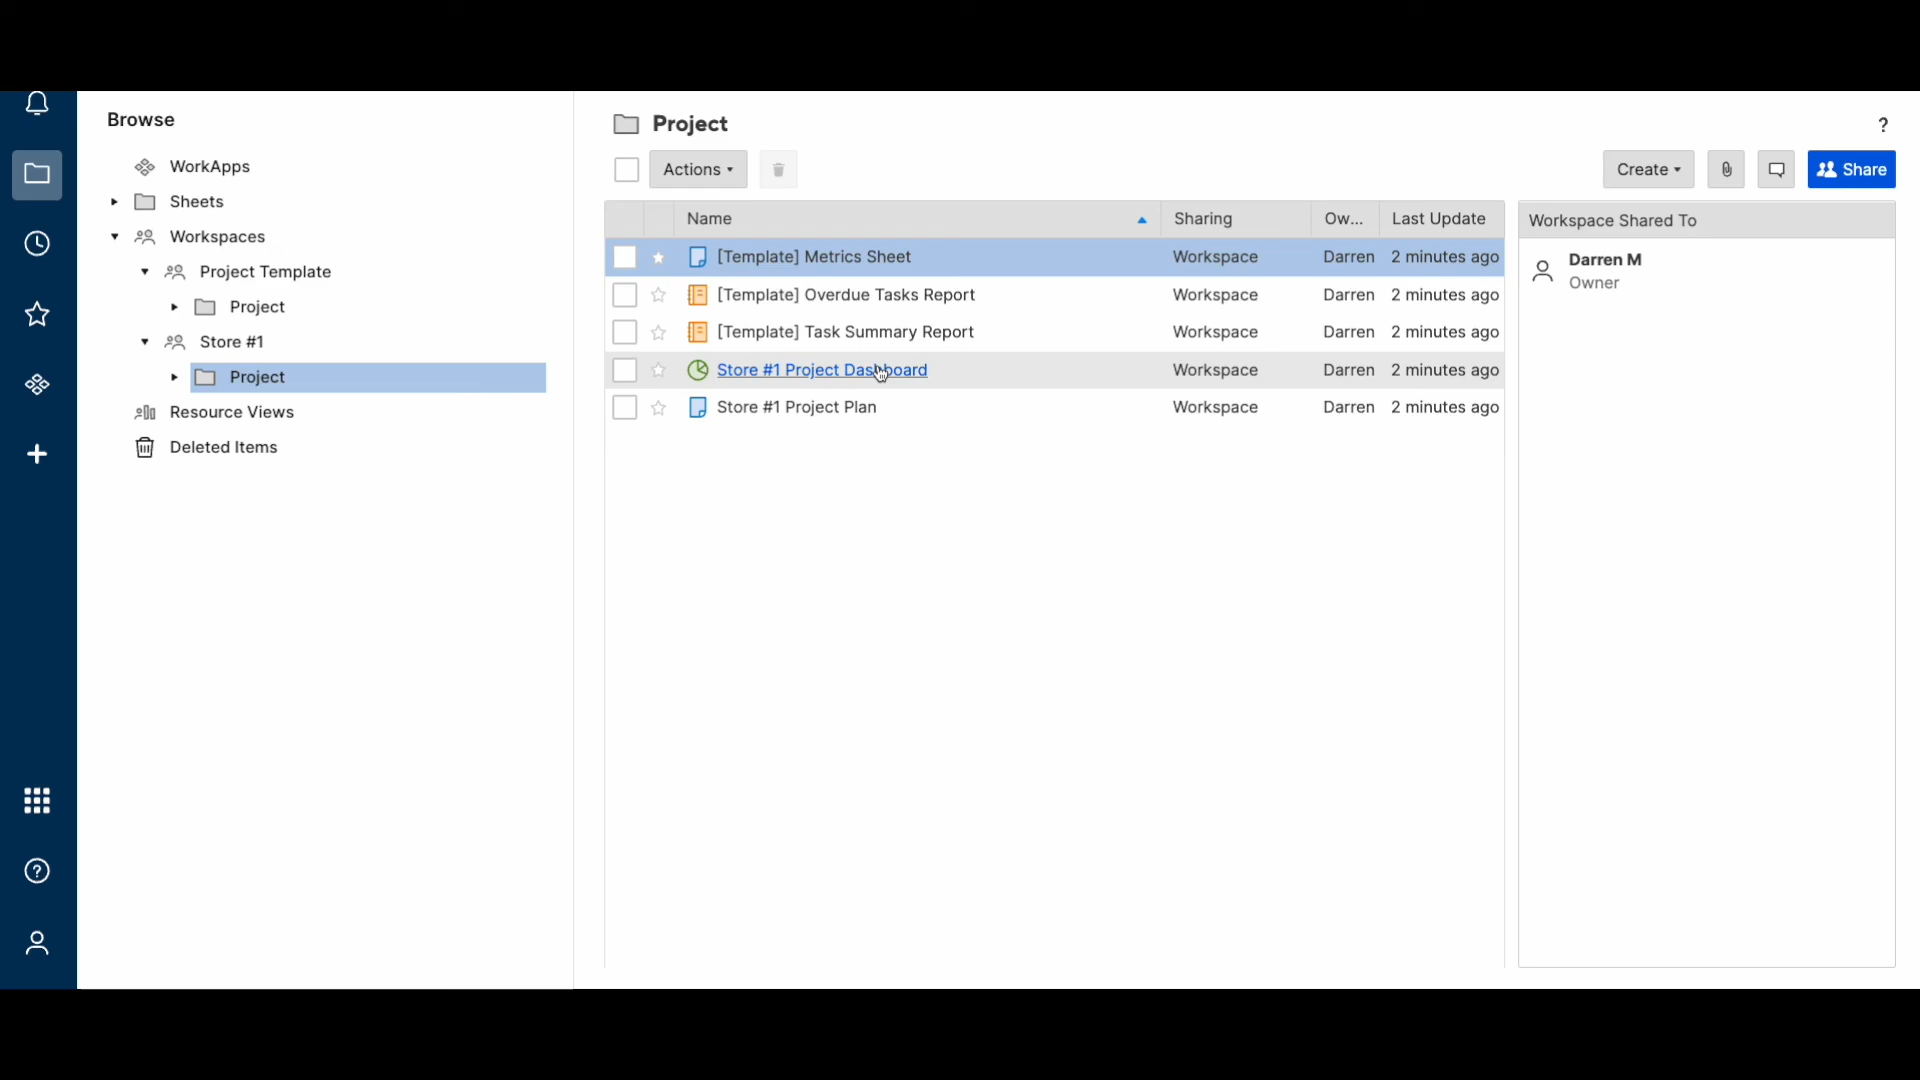 Browse
WorkApps
Sheets
Workspaces
Project Template
Project
Store #1
Project
Resource Views
Deleted Items
Project
?
Actions
Create
Share
Name Sharing Ow... Last Update
[Template] Metrics Sheet Workspace Darren 2 minutes ago
[Template] Overdue Tasks Report Workspace Darren 2 minutes ago
[Template] Task Summary Report Workspace Darren 2 minutes ago
Store #1 Project Dashboard Workspace Darren 2 minutes ago
Store #1 Project Plan Workspace Darren 2 minutes ago
Workspace Shared To
Darren M
Owner